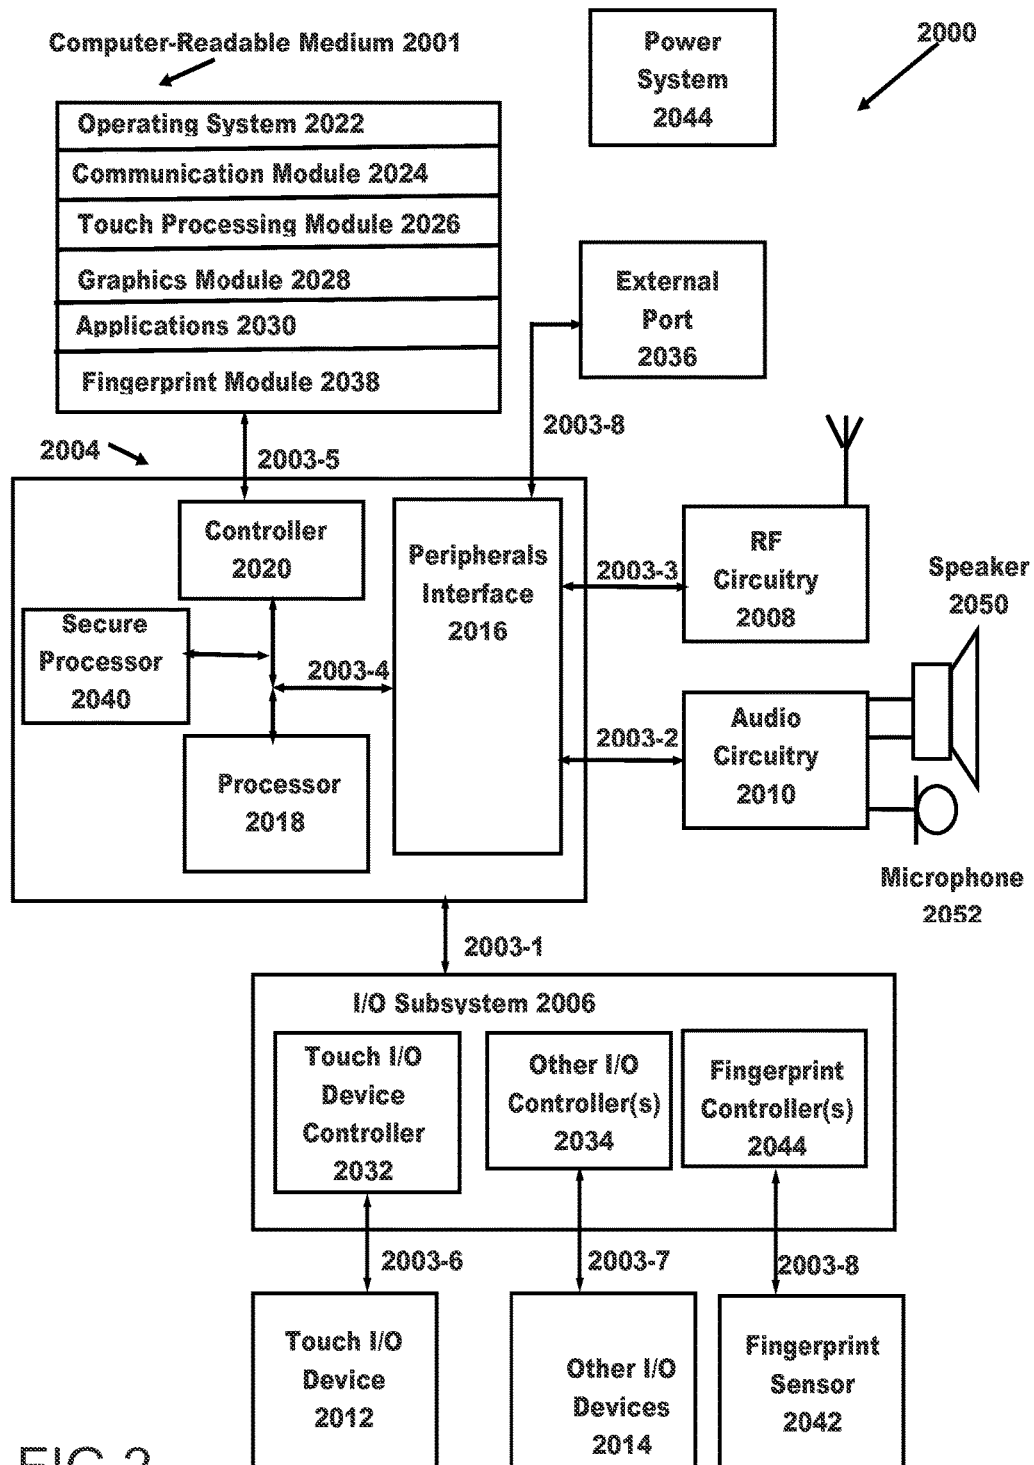 Computer-Readable Medium 2001
Power
System
2044
2000
Operating System 2022
Communication Module 2024
Touch Processing Module 2026
Graphics Module 2028
Applications 2030
Fingerprint Module 2038
External
Port
2036
2003-8
2004
2003-5
Controller
2020
Peripherals
Interface
2016
2003-3
RF
Circuitry
2008
Speaker
2050
Secure
Processor
2040
2003-4
2003-2
Audio
Circuitry
2010
Processor
2018
Microphone
2052
2003-1
I/O Subsystem 2006
Touch I/O
Device
Controller
2032
Other I/O
Controller(s)
2034
Fingerprint
Controller(s)
2044
2003-6
2003-7
2003-8
Touch I/O
Device
2012
Other I/O
Devices
2014
Fingerprint
Sensor
2042